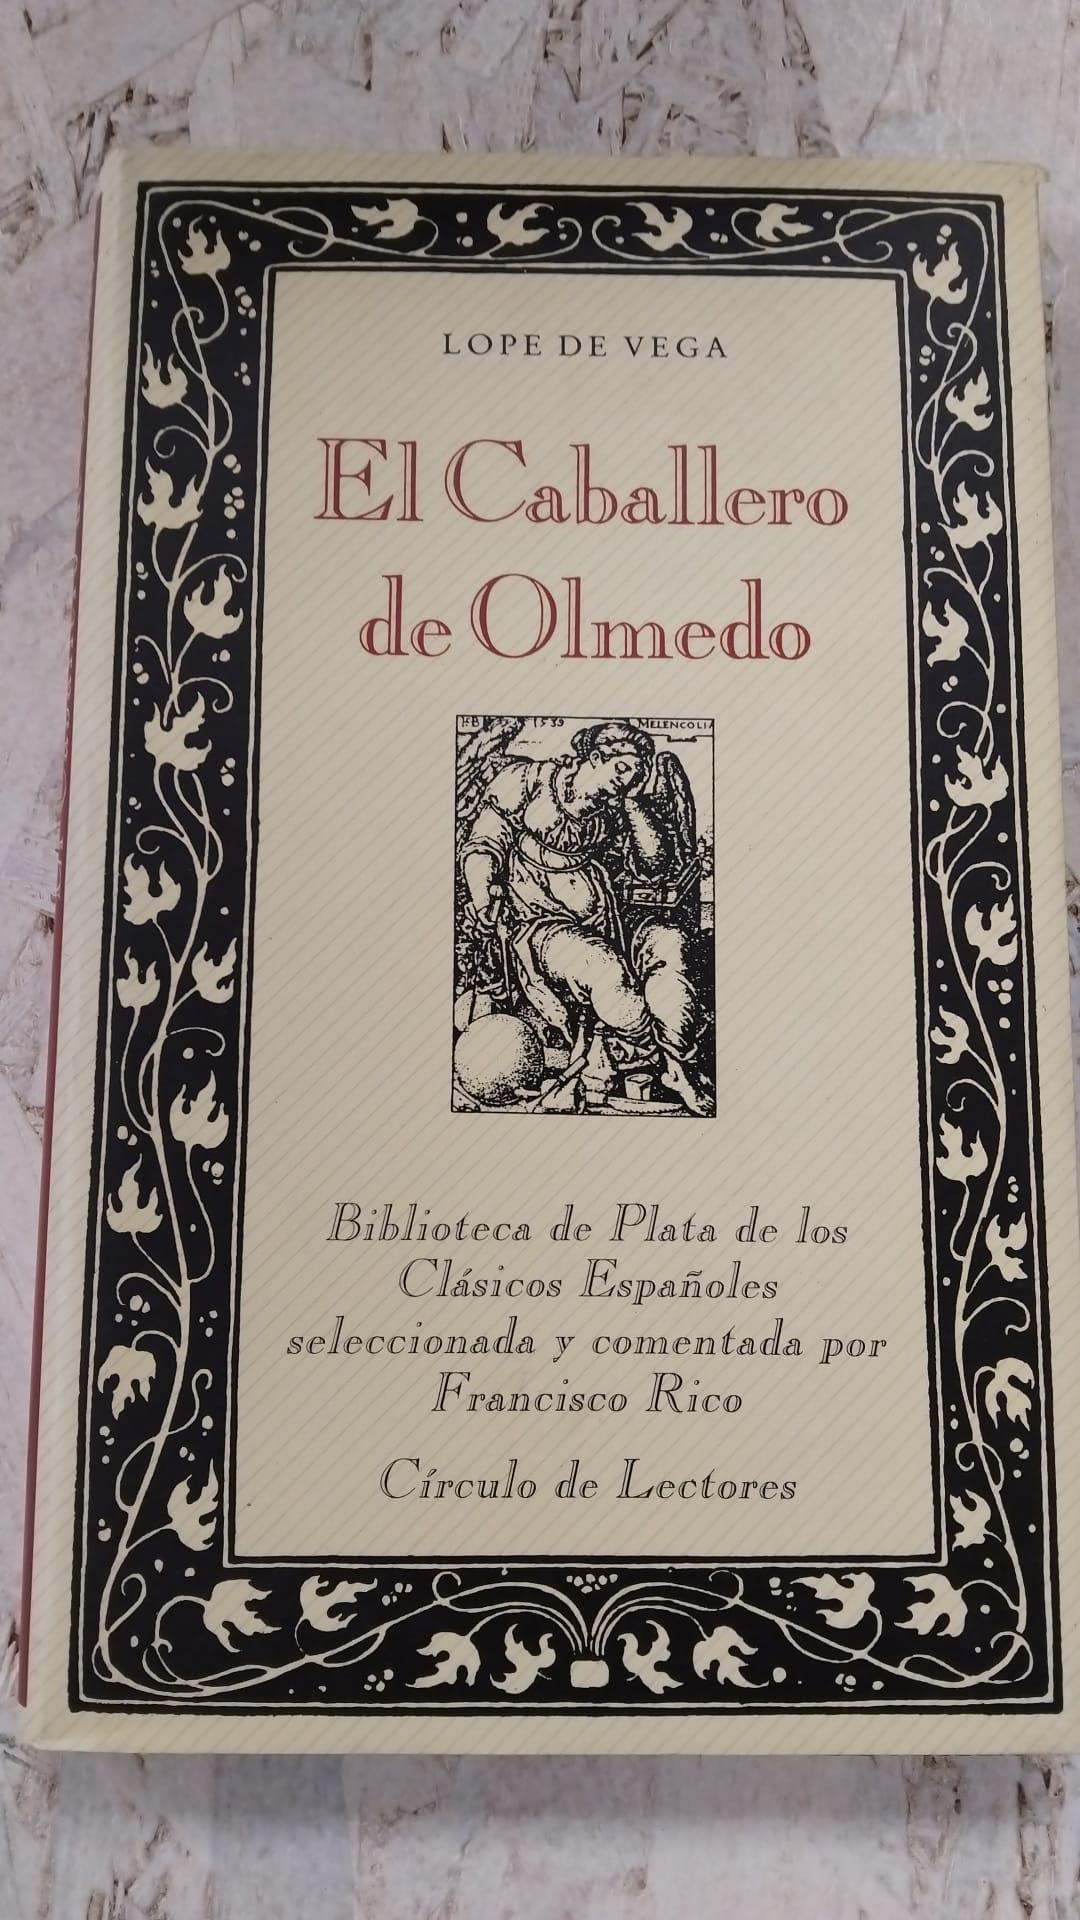 LOPE DE VEGA
El Caballero
de Olmedo
HSB 1539 MELENCOLIA
Biblioteca de Plata de los
Clásicos Españoles
seleccionada y comentada por
Francisco Rico
Círculo de Lectores